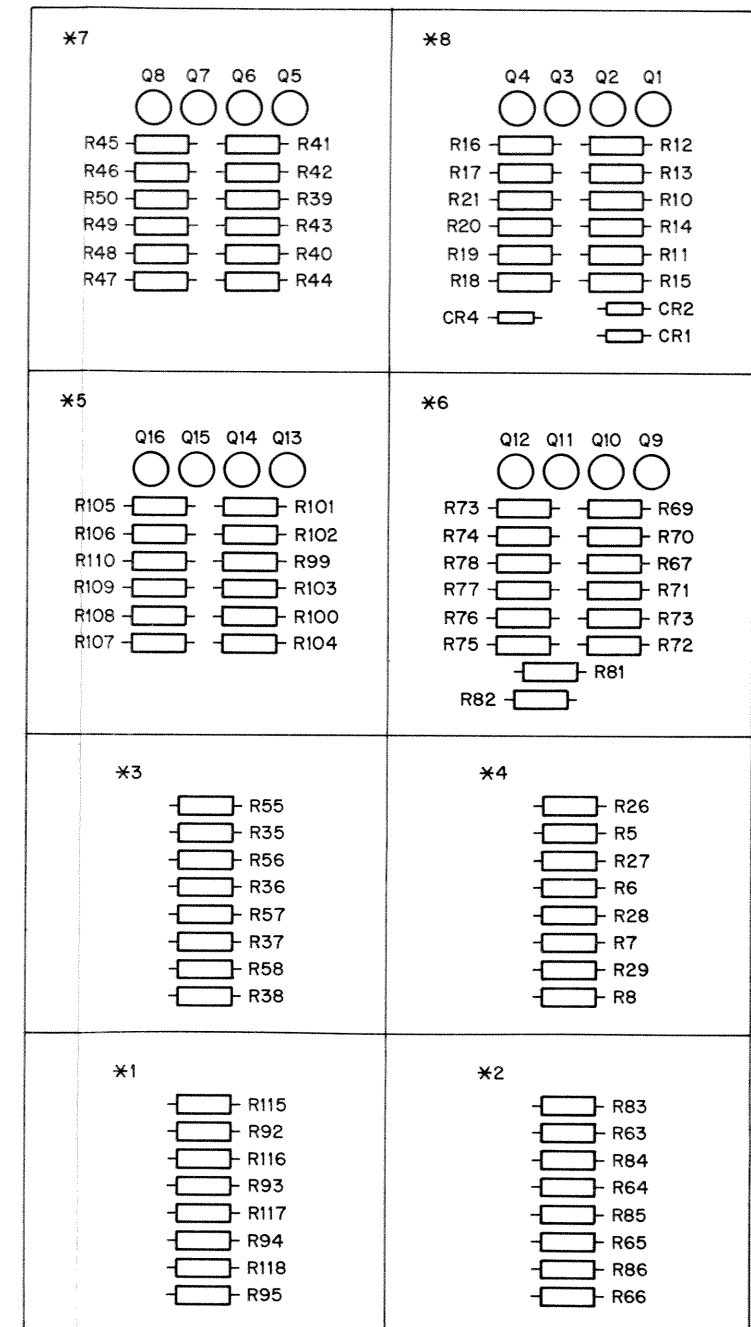 *7
Q8 Q7 Q6 Q5
R45 R41
R46 R42
R50 R39
R49 R43
R48 R40
R47 R44
*8
Q4 Q3 Q2 Q1
R16 R12
R17 R13
R21 R10
R20 R14
R19 R11
R18 R15
CR4 CR2
CR1
*5
Q16 Q15 Q14 Q13
R105 R101
R106 R102
R110 R99
R109 R103
R108 R100
R107 R104
*6
Q12 Q11 Q10 Q9
R73 R69
R74 R70
R78 R67
R77 R71
R76 R73
R75 R72
R81
R82
*3
R55
R35
R56
R36
R57
R37
R58
R38
*4
R26
R5
R27
R6
R28
R7
R29
R8
*1
R115
R92
R116
R93
R117
R94
R118
R95
*2
R83
R63
R84
R64
R85
R65
R86
R66